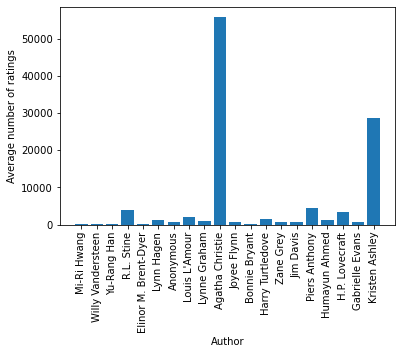 Average number of ratings
50000
40000
30000
20000
10000
0
Mi-Ri Hwang
Willy Vandersteen
Yu-Rang Han
R.L. Stine
Elinor M. Brent-Dyer
Lynn Hagen
Anonymous
Louis L'Amour
Lynne Graham
Agatha Christie
Joyee Flynn
Bonnie Bryant
Harry Turtledove
Zane Grey
Jim Davis
Piers Anthony
Humayun Ahmed
H.P. Lovecraft
Gabrielle Evans
Kristen Ashley
Author